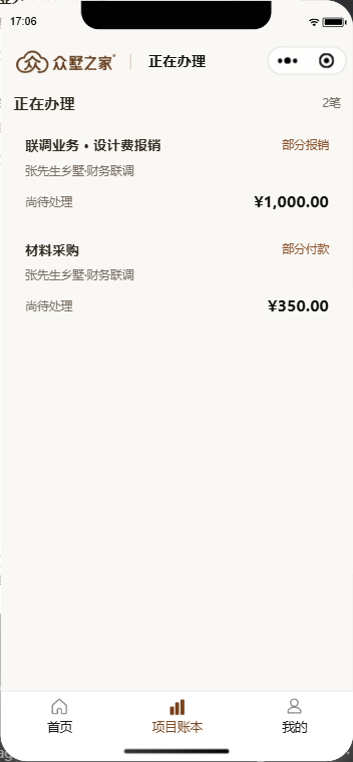 17:06
众墅之家 正在办理
正在办理 2笔
联调业务·设计费报销 部分报销
张先生乡墅·财务联调
尚待处理 ¥1,000.00
材料采购 部分付款
张先生乡墅·财务联调
尚待处理 ¥350.00
首页 项目账本 我的